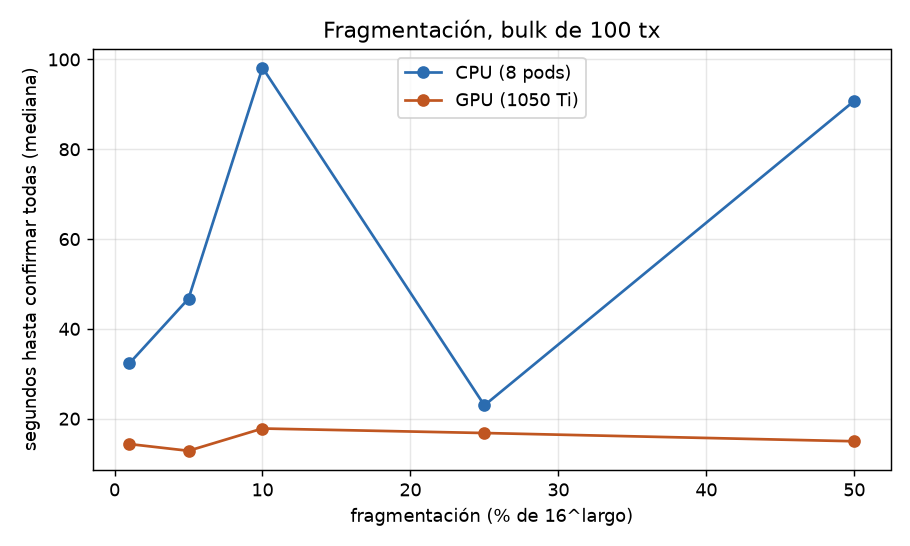 Fragmentación, bulk de 100 tx
CPU (8 pods)
GPU (1050 Ti)
segundos hasta confirmar todas (mediana)
100
80
60
40
20
0 10 20 30 40 50
fragmentación (% de 16^largo)